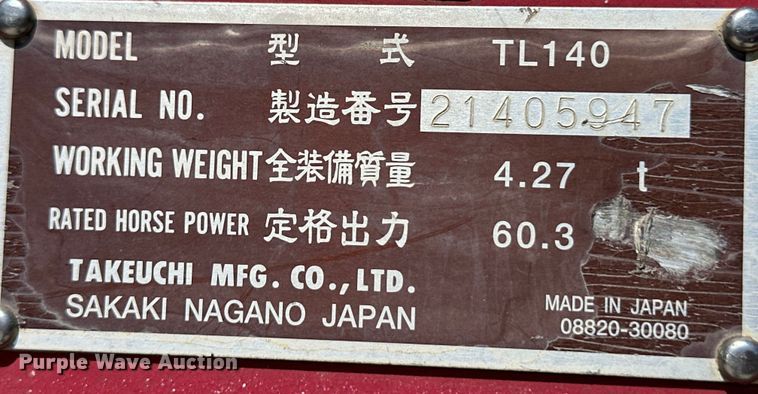 MODEL 型式 TL140
SERIAL NO. 製造番号 21405947
WORKING WEIGHT 全装備質量 4.27 t
RATED HORSE POWER 定格出力 60.3
TAKEUCHI MFG. CO., LTD.
SAKAKI NAGANO JAPAN
MADE IN JAPAN
08820-30080
Purple Wave Auction